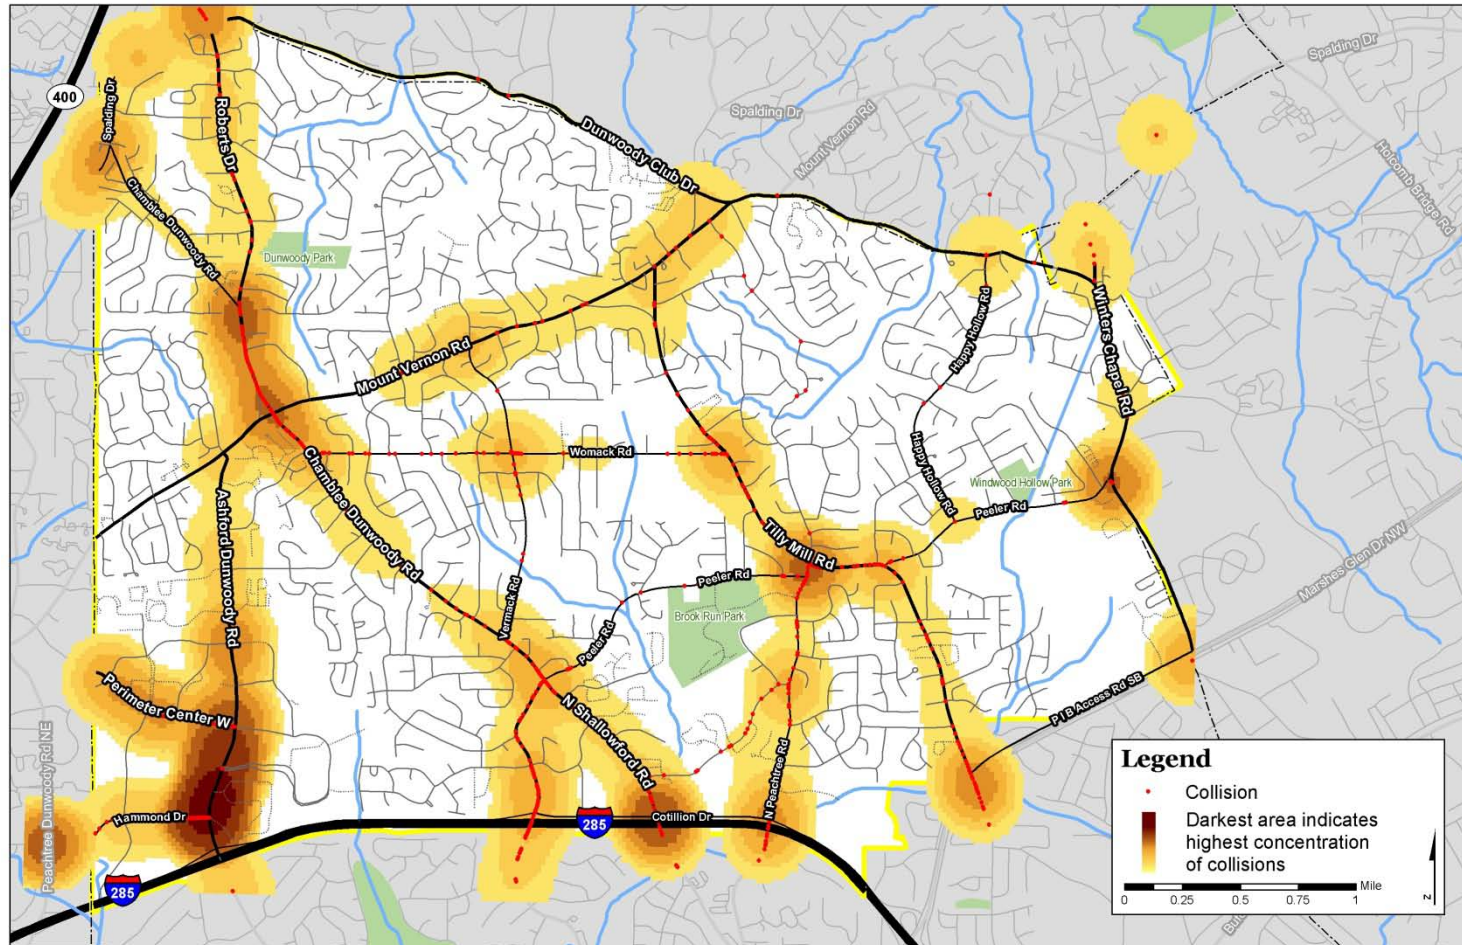 400
Spalding Dr
Roberts Dr
Chamblee Dunwoody Rd
Dunwoody Park
Dunwoody Club Dr
Spalding Dr
Mount Vernon Rd
Spalding Dr
Holcomb Bridge Rd
Mount Vernon Rd
Happy Hollow Rd
Winters Chapel Rd
Chamblee Dunwoody Rd
Womack Rd
Happy Hollow Rd
Windwood Hollow Park
Peeler Rd
Ashford Dunwoody Rd
Tilly Mill Rd
Marshes Glen Dr NW
Vermack Rd
Peeler Rd
Peeler Rd
Brook Run Park
Perimeter Center W
N Shallowford Rd
P I B Access Rd SB
N Peachtree Rd
Peachtree Dunwoody Rd NE
Hammond Dr
285
Cotillion Dr
285
Legend
Collision
Darkest area indicates
highest concentration
of collisions
Mile
0 0.25 0.5 1
N